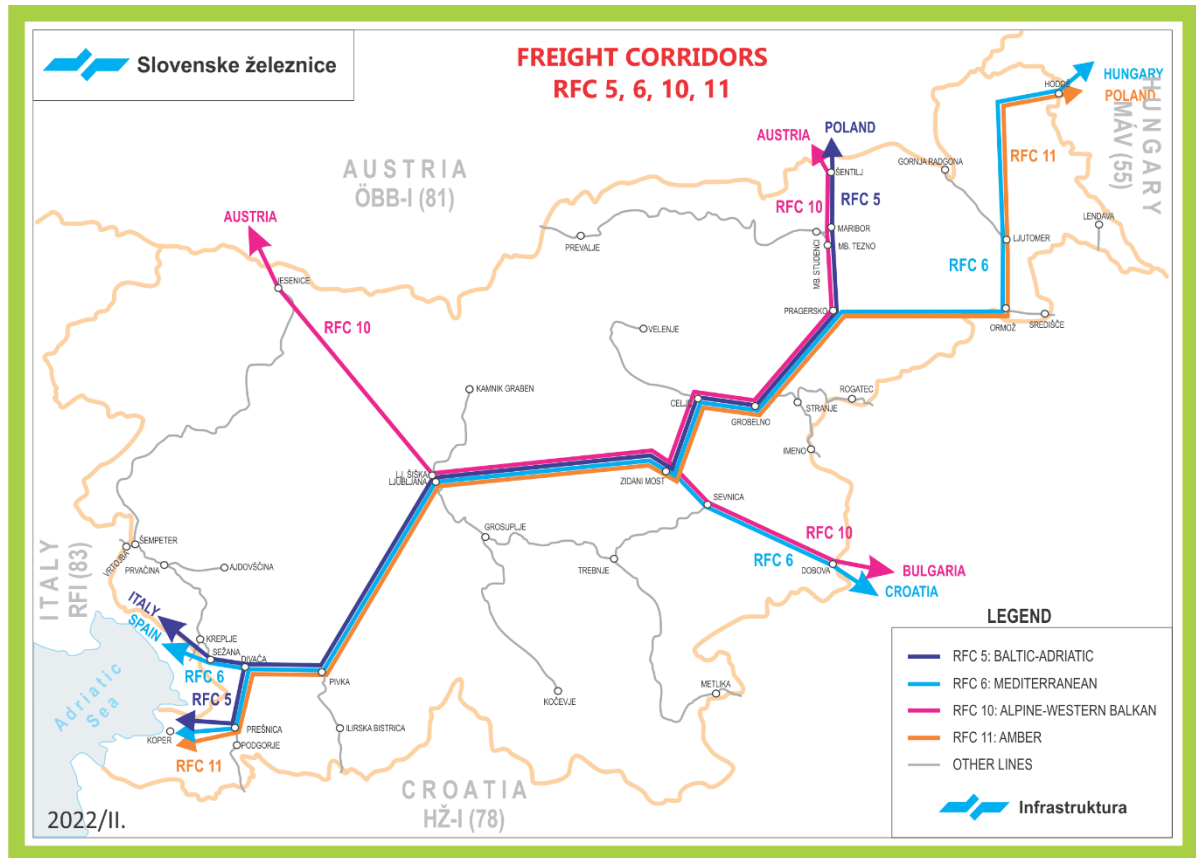 Slovenske železnice
FREIGHT CORRIDORS
RFC 5, 6, 10, 11
HUNGARY
HODOŠ
POLAND
HUNGARY
MÁV (55)
AUSTRIA
POLAND
ŠENTILJ
GORNJA RADGONA
RFC 11
AUSTRIA
ÖBB-I (81)
RFC 10
RFC 5
AUSTRIA
LENDAVA
MARIBOR
PREVALJE
MB. TEZNO
MB. STUDENCI
LJUTOMER
RFC 6
JESENICE
RFC 10
PRAGERSKO
VELENJE
ORMOŽ
SREDIŠČE
KAMNIK GRABEN
ROGATEC
CELJE
STRANJE
GROBELNO
IMENO
LJ. ŠIŠKA
LJUBLJANA
ZIDANI MOST
SEVNICA
GROSUPLJE
RFC 10
RFC 6
ŠEMPETER
VRTOJBA
PRVAČINA
AJDOVŠČINA
TREBNJE
DOBOVA
BULGARIA
CROATIA
ITALY
RFI (83)
ITALY
SPAIN
KREPLJE
SEŽANA
DIVAČA
RFC 6
PIVKA
RFC 5
KOČEVJE
METLIKA
Adriatic
Sea
KOPER
PREŠNICA
ILIRSKA BISTRICA
PODGORJE
RFC 11
CROATIA
HŽ-I (78)
2022/II.
LEGEND
RFC 5: BALTIC-ADRIATIC
RFC 6: MEDITERRANEAN
RFC 10: ALPINE-WESTERN BALKAN
RFC 11: AMBER
OTHER LINES
Infrastruktura